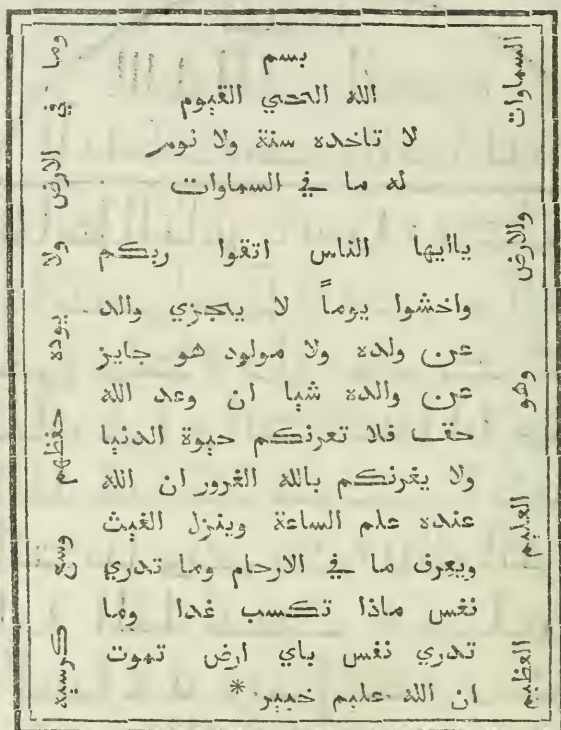 بسم
الله الحي القيوم
لا تاخده سنة ولا نوم
له ما في السماوات
ياايها الناس اتقوا ربكم
واخشوا يوماً لا يجزي والد
عن ولده ولا مولود هو جايز
عن والده شيا ان وعد الله
حقب فلا تعرنكم حيوة الدنيا
ولا يغرنكم بالله الغرور ان الله
عنده علم الساعة وينزل الغيث
ويعرف ما في الارحام وما تدري
نفس ماذا تكسب غدا وما
تدري نفس باي ارض تموت
ان الله عليم خبير *
السماوات والارض وهو العليم العظيم
وما في الارض ولا يوده حفظهم وسع كرسيه